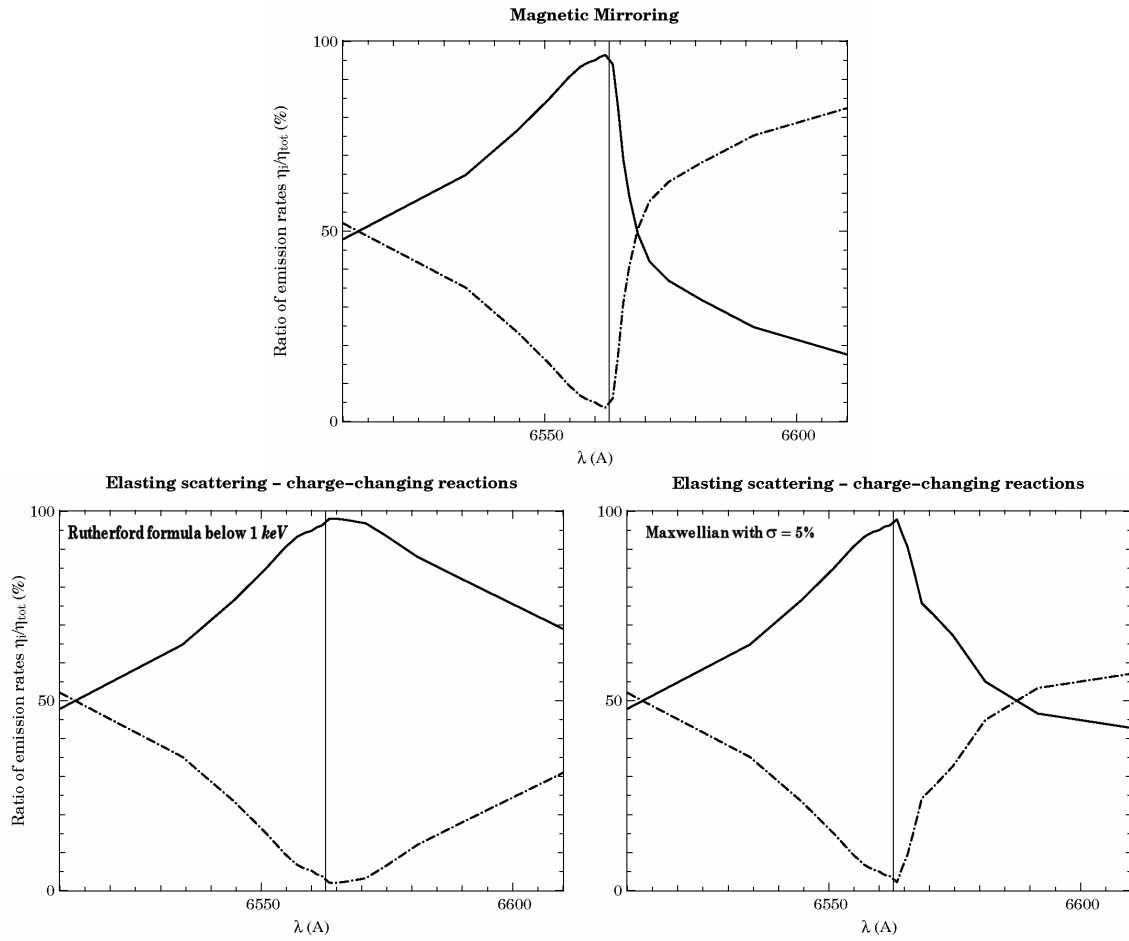 Magnetic Mirroring
Ratio of emission rates ηi/ηtot (%)
100
50
0
6550
6600
λ (A)
Elasting scattering – charge–changing reactions
Rutherford formula below 1 keV
Ratio of emission rates ηi/ηtot (%)
100
50
0
6550
6600
λ (A)
Elasting scattering – charge–changing reactions
Maxwellian with σ = 5%
100
50
0
6550
6600
λ (A)